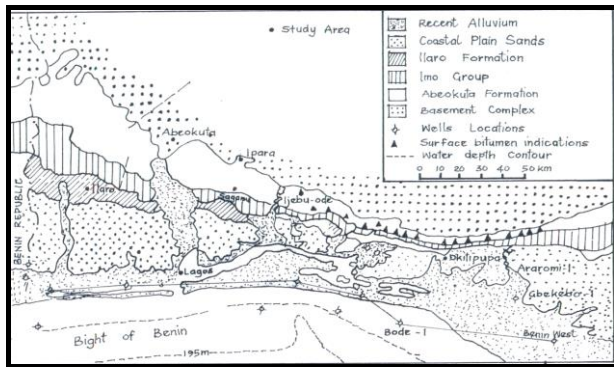 Study Area
Recent Alluvium
Coastal Plain Sands
Ilaro Formation
Imo Group
Abeokuta Formation
Basement Complex
Wells Locations
Surface bitumen indications
Water depth Contour
0 10 20 30 40 50 km
Abeokuta
Ipara
Ilaro
Sagamu
Ijebu-ode
BENIN REPUBLIC
Lagos
Okilipupa
Araromi-1
Gbekebo-1
Bode-1
Benin West
Bight of Benin
195m